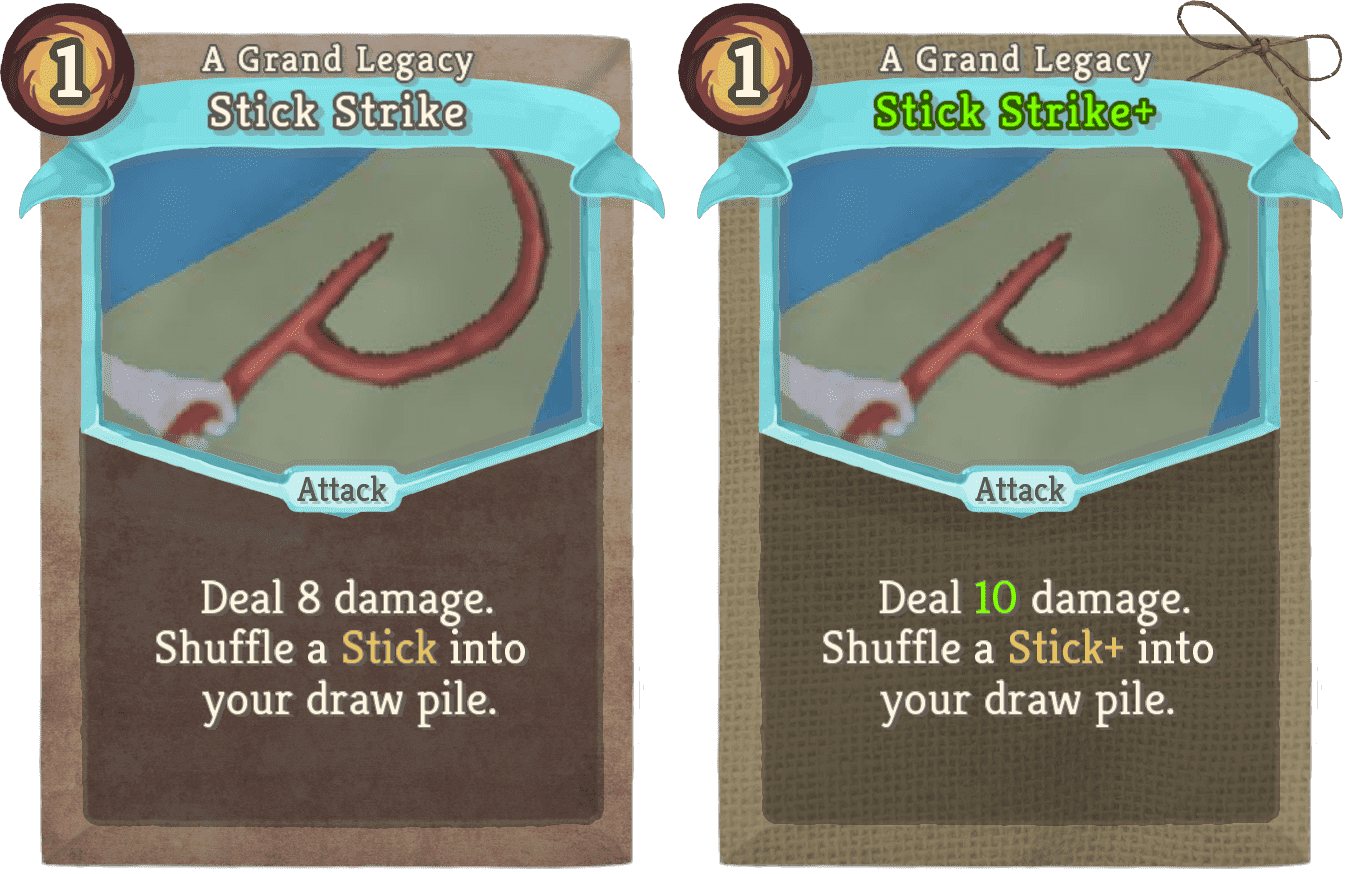 1
A Grand Legacy
Stick Strike
Attack
Deal 8 damage.
Shuffle a Stick into
your draw pile.
1
A Grand Legacy
Stick Strike+
Attack
Deal 10 damage.
Shuffle a Stick+ into
your draw pile.